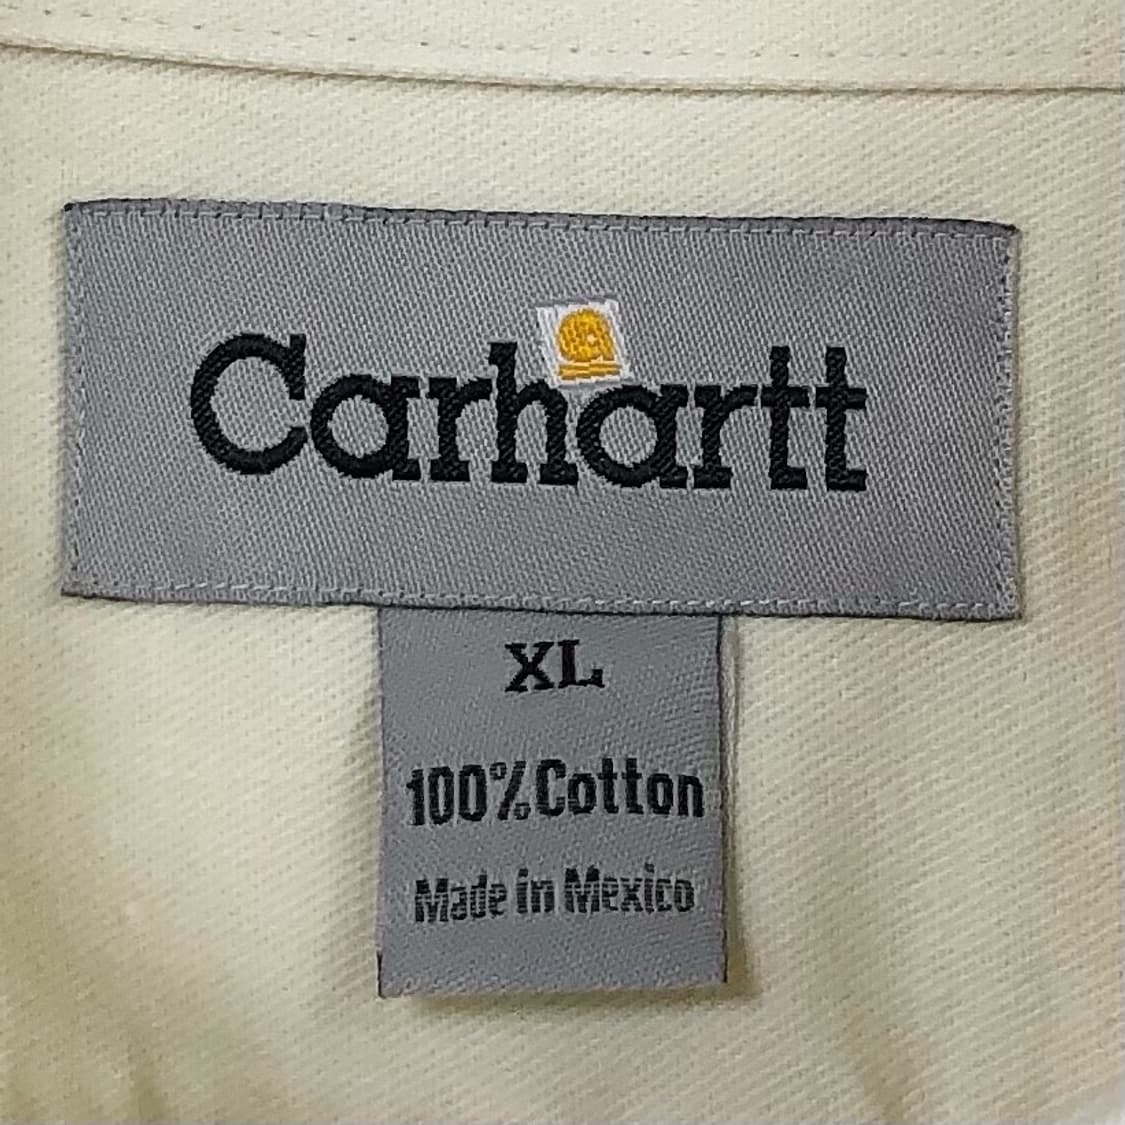 Carhartt
XL
100% Cotton
Made in Mexico